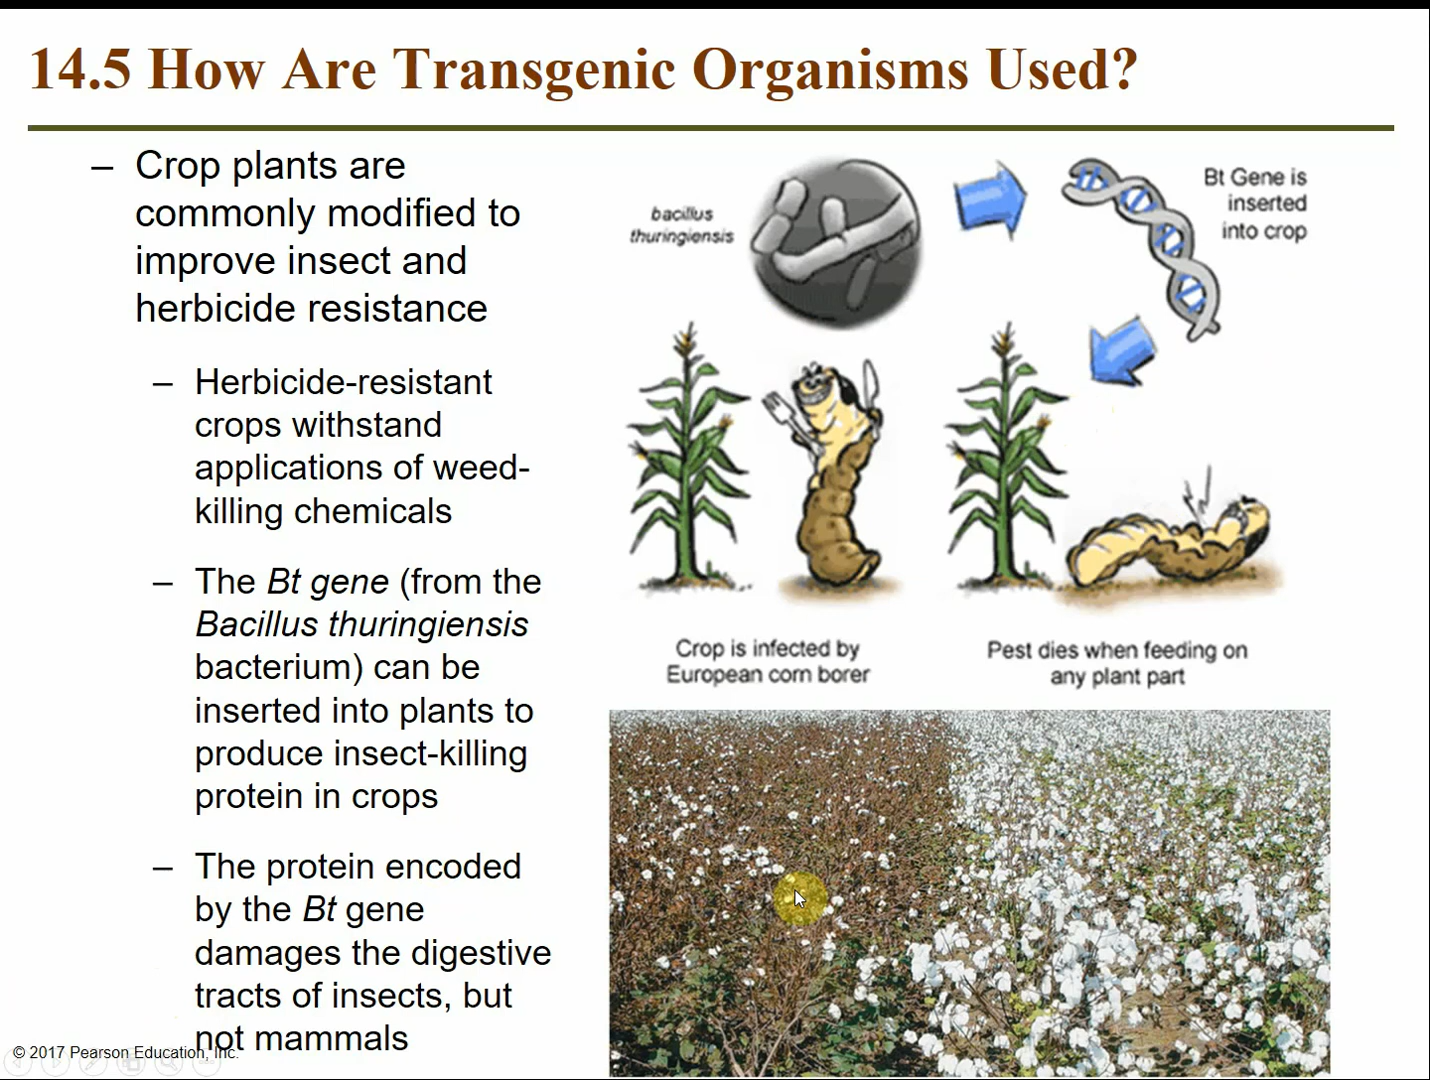 14.5 How Are Transgenic Organisms Used?
– Crop plants are
commonly modified to
improve insect and
herbicide resistance
– Herbicide-resistant
crops withstand
applications of weed-
killing chemicals
– The Bt gene (from the
Bacillus thuringiensis
bacterium) can be
inserted into plants to
produce insect-killing
protein in crops
– The protein encoded
by the Bt gene
damages the digestive
tracts of insects, but
not mammals
bacillus
thuringiensis
Bt Gene is
inserted
into crop
Crop is infected by
European corn borer
Pest dies when feeding on
any plant part
© 2017 Pearson Education, Inc.